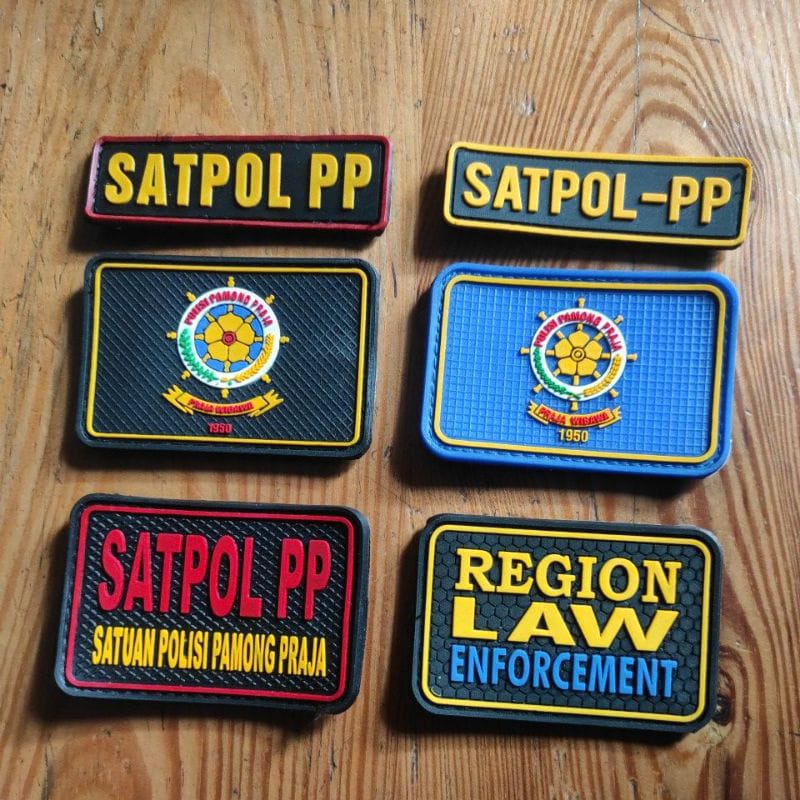 SATPOL PP
SATPOL-PP
POLISI PAMONG PRAJA
PRAJA WIBAWA
1950
POLISI PAMONG PRAJA
PRAJA WIBAWA
1950
SATPOL PP
SATUAN POLISI PAMONG PRAJA
REGION
LAW
ENFORCEMENT